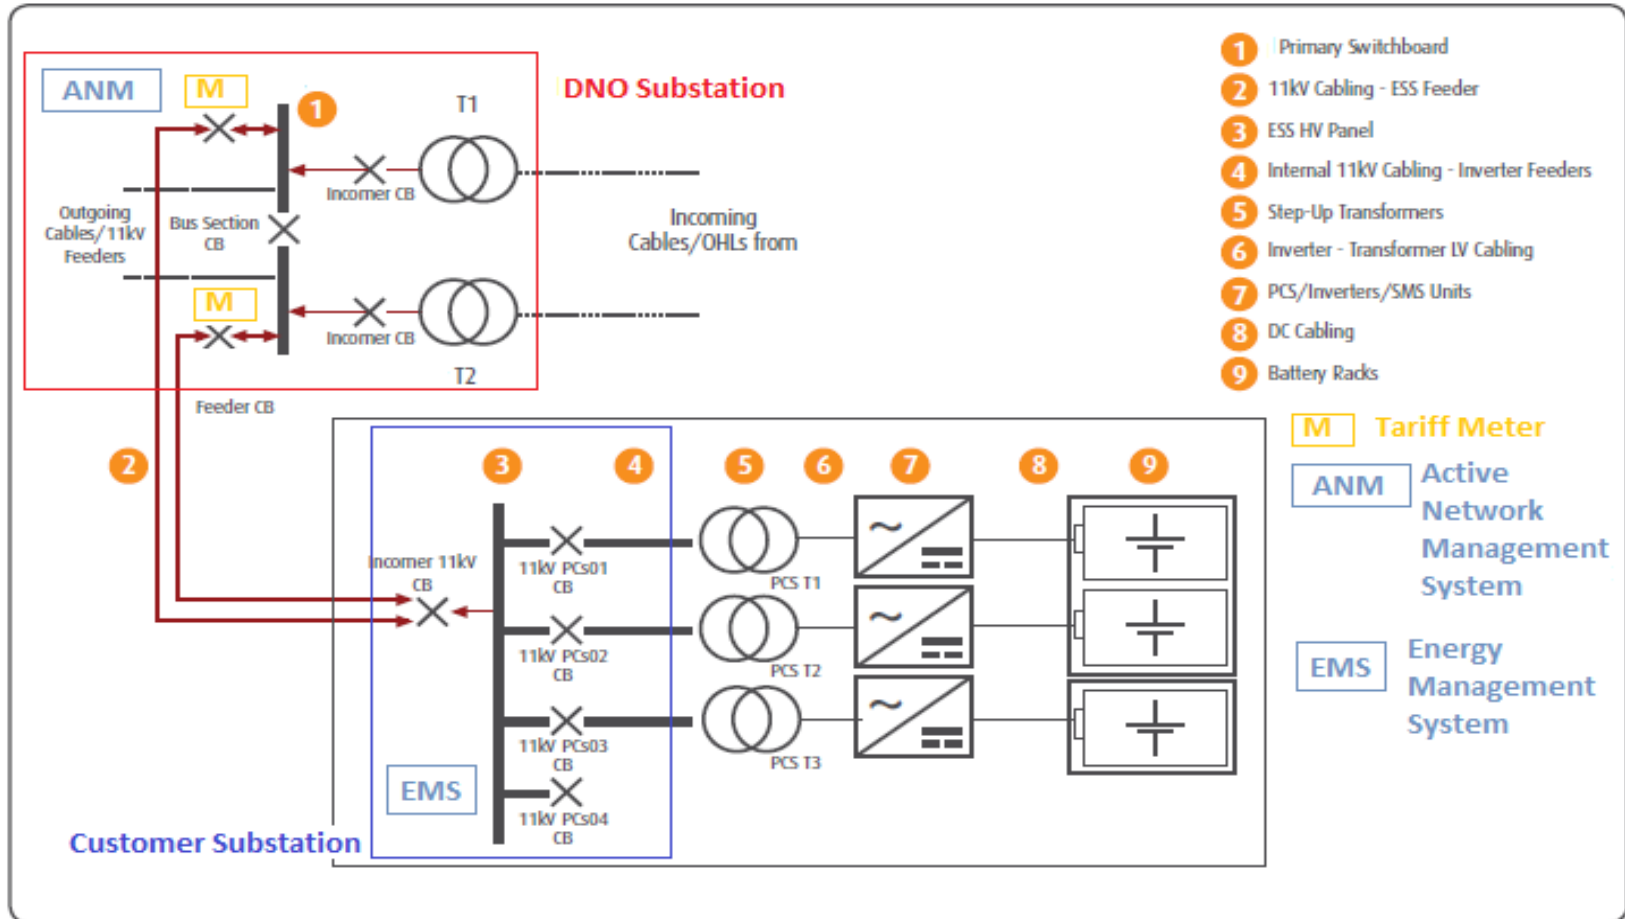 ANM
M
1
T1
DNO Substation
Incomer CB
Outgoing
Cables/11kV
Feeders
Bus Section
CB
Incoming
Cables/OHLs from
M
Incomer CB
T2
Feeder CB
1 Primary Switchboard
2 11kV Cabling - ESS Feeder
3 ESS HV Panel
4 Internal 11kV Cabling - Inverter Feeders
5 Step-Up Transformers
6 Inverter - Transformer LV Cabling
7 PCS/Inverters/SMS Units
8 DC Cabling
9 Battery Racks
M Tariff Meter
ANM Active
Network
Management
System
EMS Energy
Management
System
2
3
4
5
6
7
8
9
Incomer 11kV
CB
11kV PCs01
CB
PCS T1
11kV PCs02
CB
PCS T2
11kV PCs03
CB
PCS T3
EMS
11kV PCs04
CB
Customer Substation